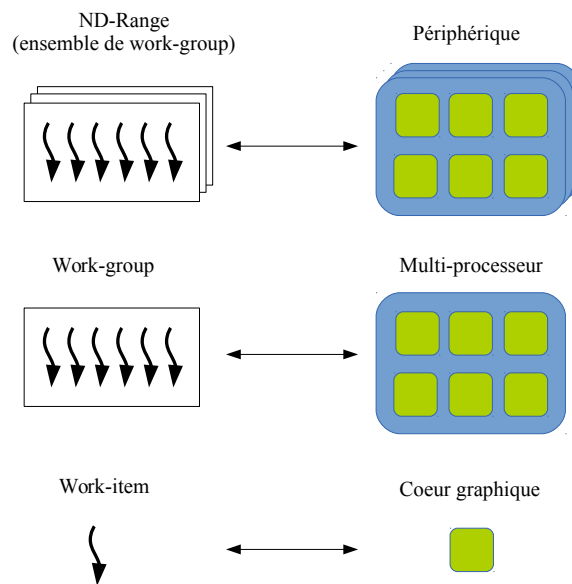 ND-Range
(ensemble de work-group)
Périphérique
Work-group
Multi-processeur
Work-item
Coeur graphique